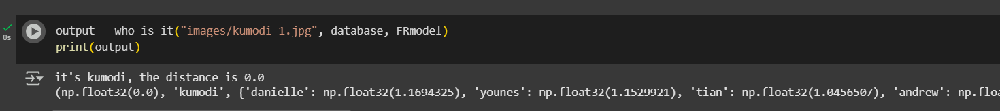 output = who_is_it("images/kumodi_1.jpg", database, FRmodel)
print(output)
0s
it's kumodi, the distance is 0.0
(np.float32(0.0), 'kumodi', {'danielle': np.float32(1.1694325), 'younes': np.float32(1.1529921), 'tian': np.float32(1.0456507), 'andrew': np.floa